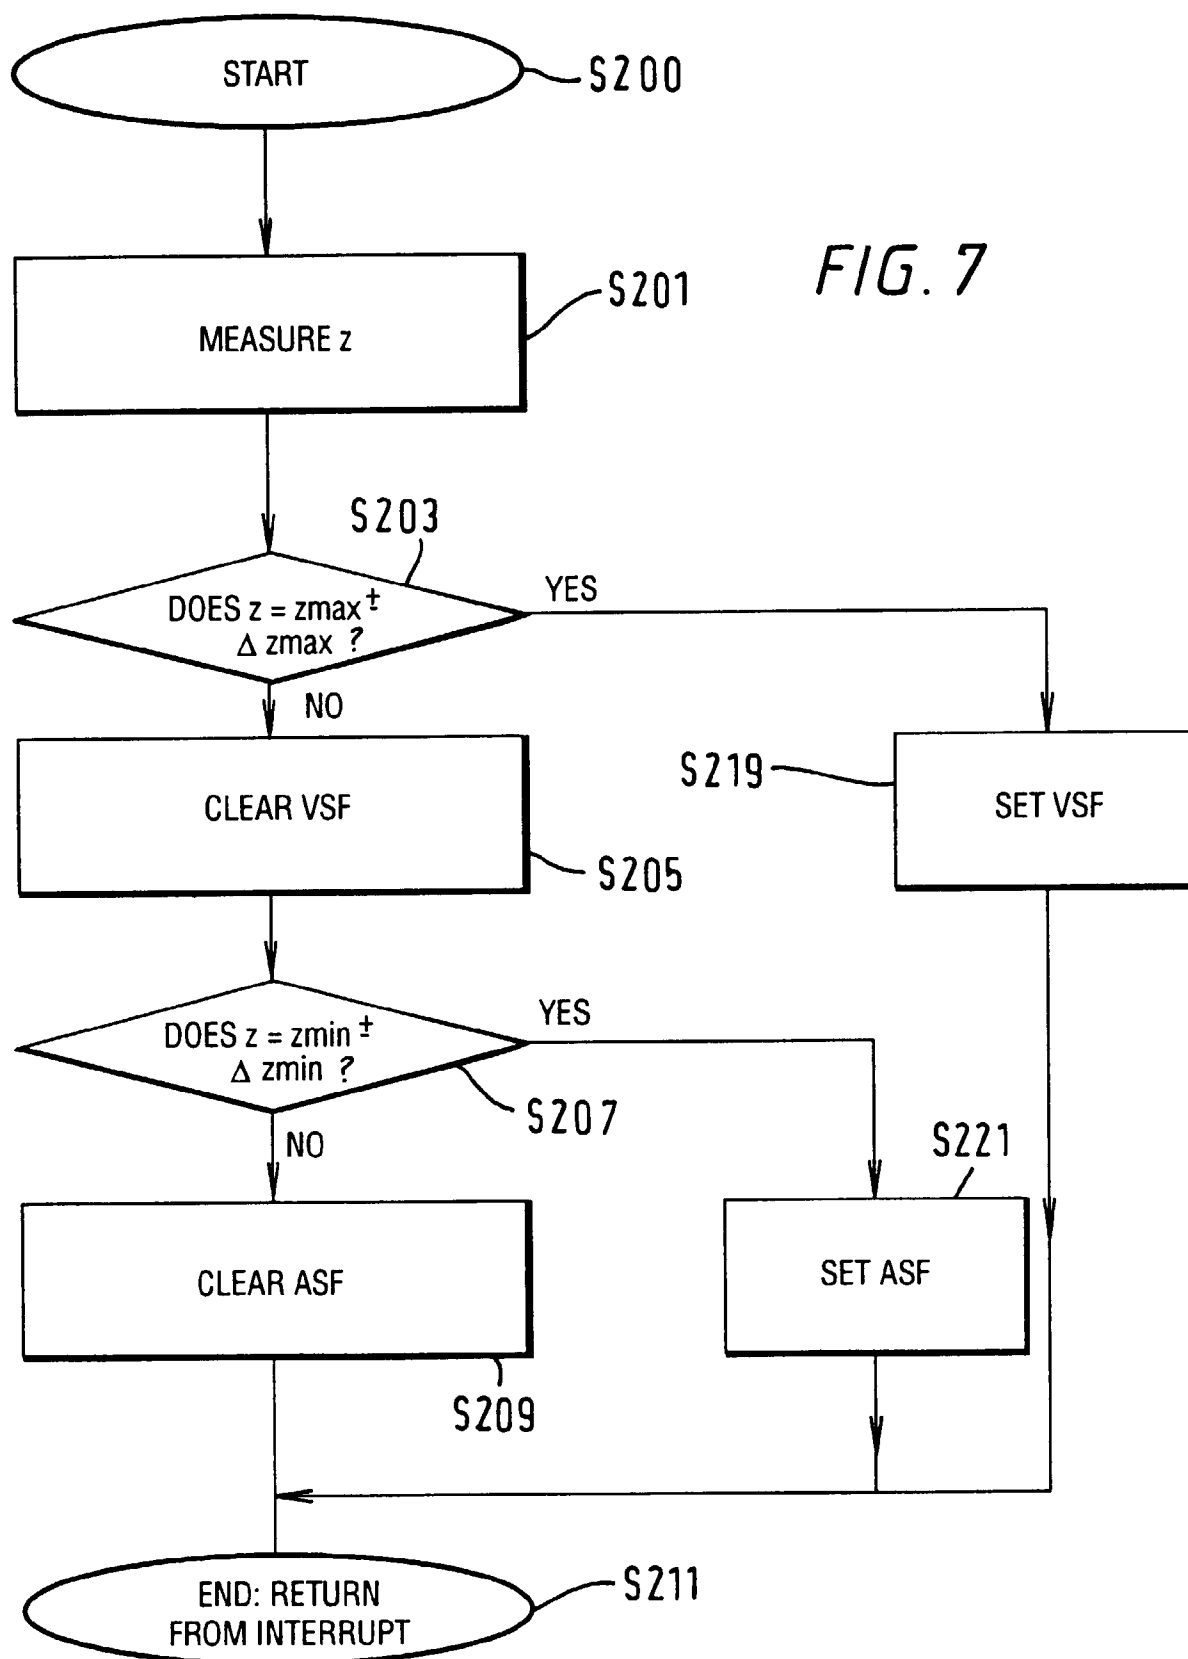 START
S200
FIG. 7
S201
MEASURE z
S203
DOES z = zmax ±
Δ zmax ?
YES
NO
CLEAR VSF
S205
S219
SET VSF
DOES z = zmin ±
Δ zmin ?
YES
S207
NO
S221
CLEAR ASF
SET ASF
S209
END: RETURN
FROM INTERRUPT
S211